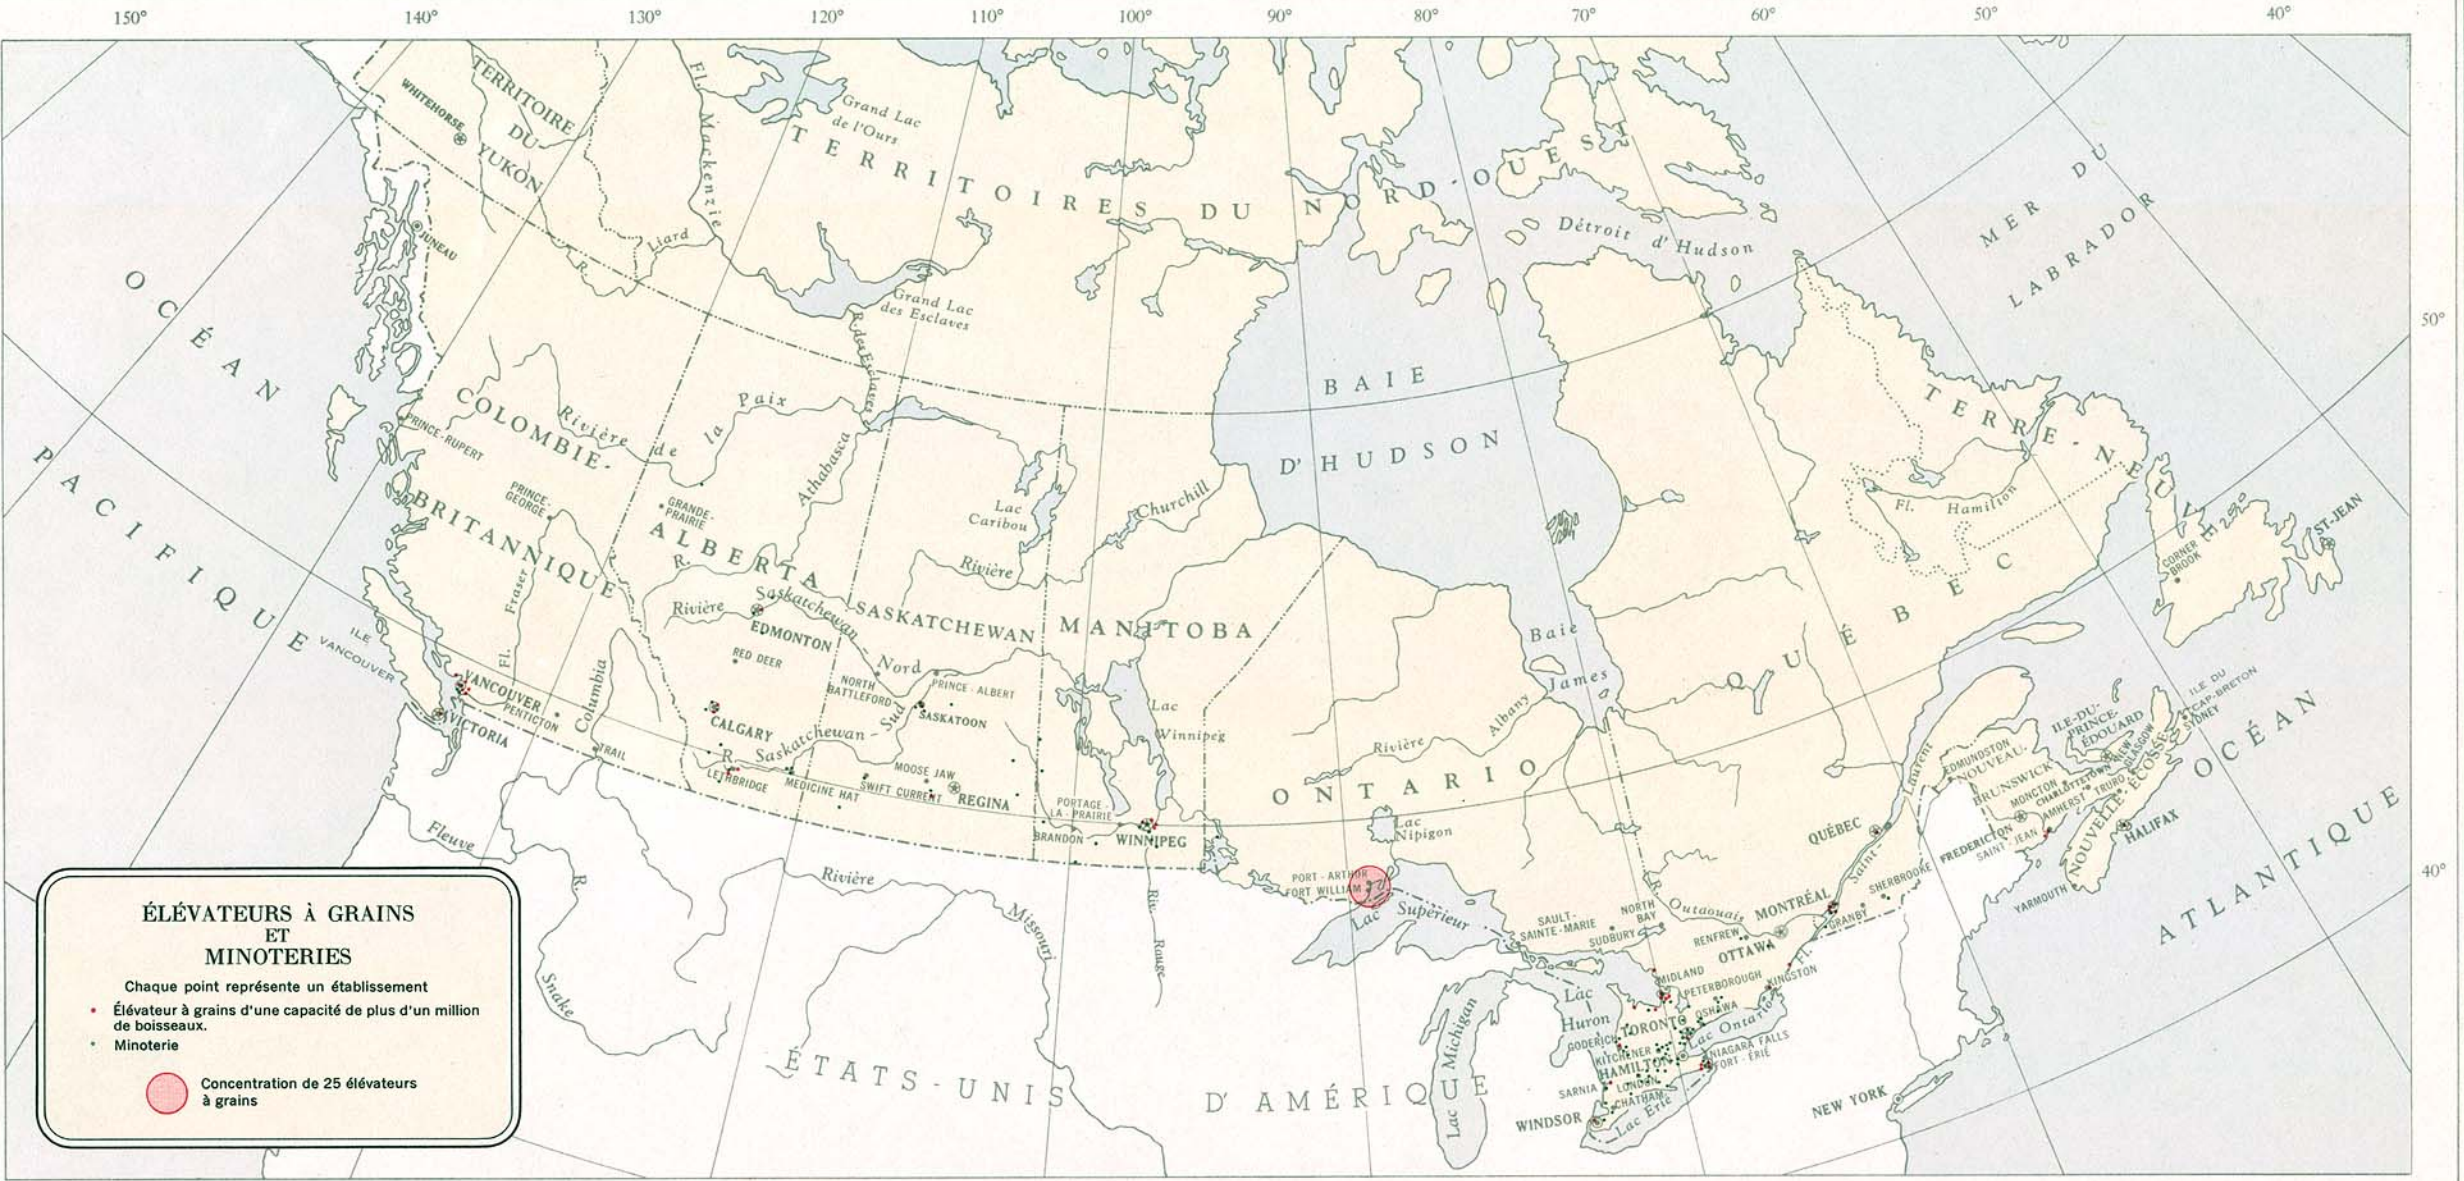 150°
140°
130°
120°
110°
100°
90°
80°
70°
60°
50°
40°
50°
40°
TERRITOIRE
DU
YUKON
WHITEHORSE
JUNEAU
Fl. Mackenzie
Grand Lac
de l'Ours
TERRITOIRES DU NORD-OUEST
Liard
R.
Grand Lac
des Esclaves
R. des Esclaves
Détroit d'Hudson
MER DU
LABRADOR
OCÉAN
PACIFIQUE
COLOMBIE-
BRITANNIQUE
PRINCE-RUPERT
PRINCE-
GEORGE
Rivière de la Paix
GRANDE-
PRAIRIE
ALBERTA
Athabasca
R.
Lac
Caribou
Churchill
Rivière
BAIE
D'HUDSON
TERRE-NEUVE
Fl. Hamilton
CORNER
BROOK
ST-JEAN
QUÉBEC
Fl. Fraser
ILE
VANCOUVER
VANCOUVER
VICTORIA
PENTICTON
Columbia
TRAIL
Rivière Saskatchewan-Nord
EDMONTON
RED DEER
CALGARY
LETHBRIDGE
MEDICINE HAT
R. Saskatchewan-Sud
SASKATCHEWAN
NORTH
BATTLEFORD
PRINCE-ALBERT
SASKATOON
SWIFT CURRENT
MOOSE JAW
REGINA
MANITOBA
Lac
Winnipeg
PORTAGE-
LA-PRAIRIE
BRANDON
WINNIPEG
Riv. Rouge
ONTARIO
Baie
James
Albany
Rivière
Lac
Nipigon
PORT-ARTHUR
FORT WILLIAM
Lac Supérieur
SAULT-
SAINTE-MARIE
SUDBURY
NORTH
BAY
R. Outaouais
RENFREW
OTTAWA
MONTRÉAL
GRANBY
SHERBROOKE
QUÉBEC
Fl. Saint-Laurent
MIDLAND
PETERBOROUGH
KINGSTON
OSHAWA
TORONTO
Lac Ontario
Lac
Huron
GODERICH
KITCHENER
HAMILTON
NIAGARA FALLS
FORT-ÉRIÉ
SARNIA
LONDON
CHATHAM
WINDSOR
Lac Érié
Lac Michigan
EDMUNDSTON
NOUVEAU-
BRUNSWICK
MONCTON
FREDERICTON
SAINT-JEAN
ILE-DU-
PRINCE-
ÉDOUARD
CHARLOTTETOWN
NEW
GLASGOW
AMHERST
TRURO
NOUVELLE-ÉCOSSE
HALIFAX
YARMOUTH
ILE DU
CAP-BRETON
SYDNEY
OCÉAN
ATLANTIQUE
NEW YORK
Fleuve
R. Snake
Rivière Missouri
ÉTATS-UNIS D'AMÉRIQUE
ÉLÉVATEURS À GRAINS
ET
MINOTERIES
Chaque point représente un établissement
Élévateur à grains d'une capacité de plus d'un million
de boisseaux.
Minoterie
Concentration de 25 élévateurs
à grains